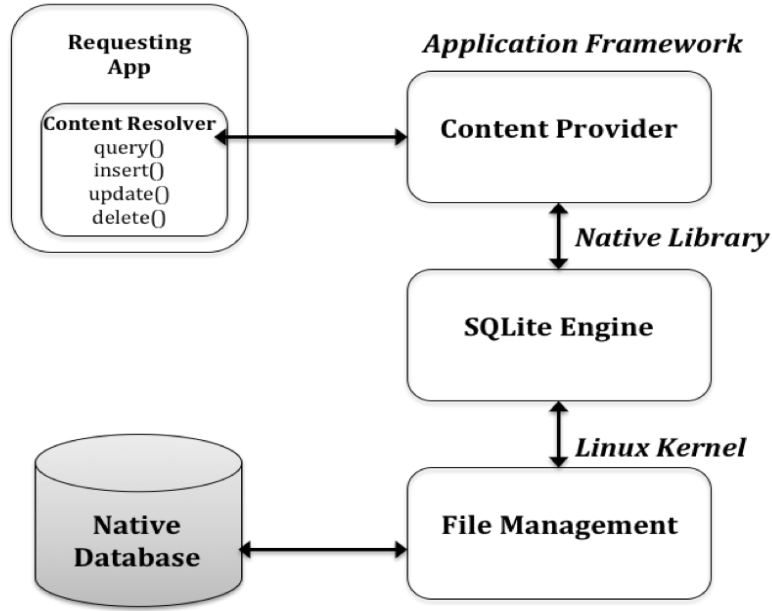 Requesting
App
Content Resolver
query()
insert()
update()
delete()
Application Framework
Content Provider
Native Library
SQLite Engine
Linux Kernel
File Management
Native
Database